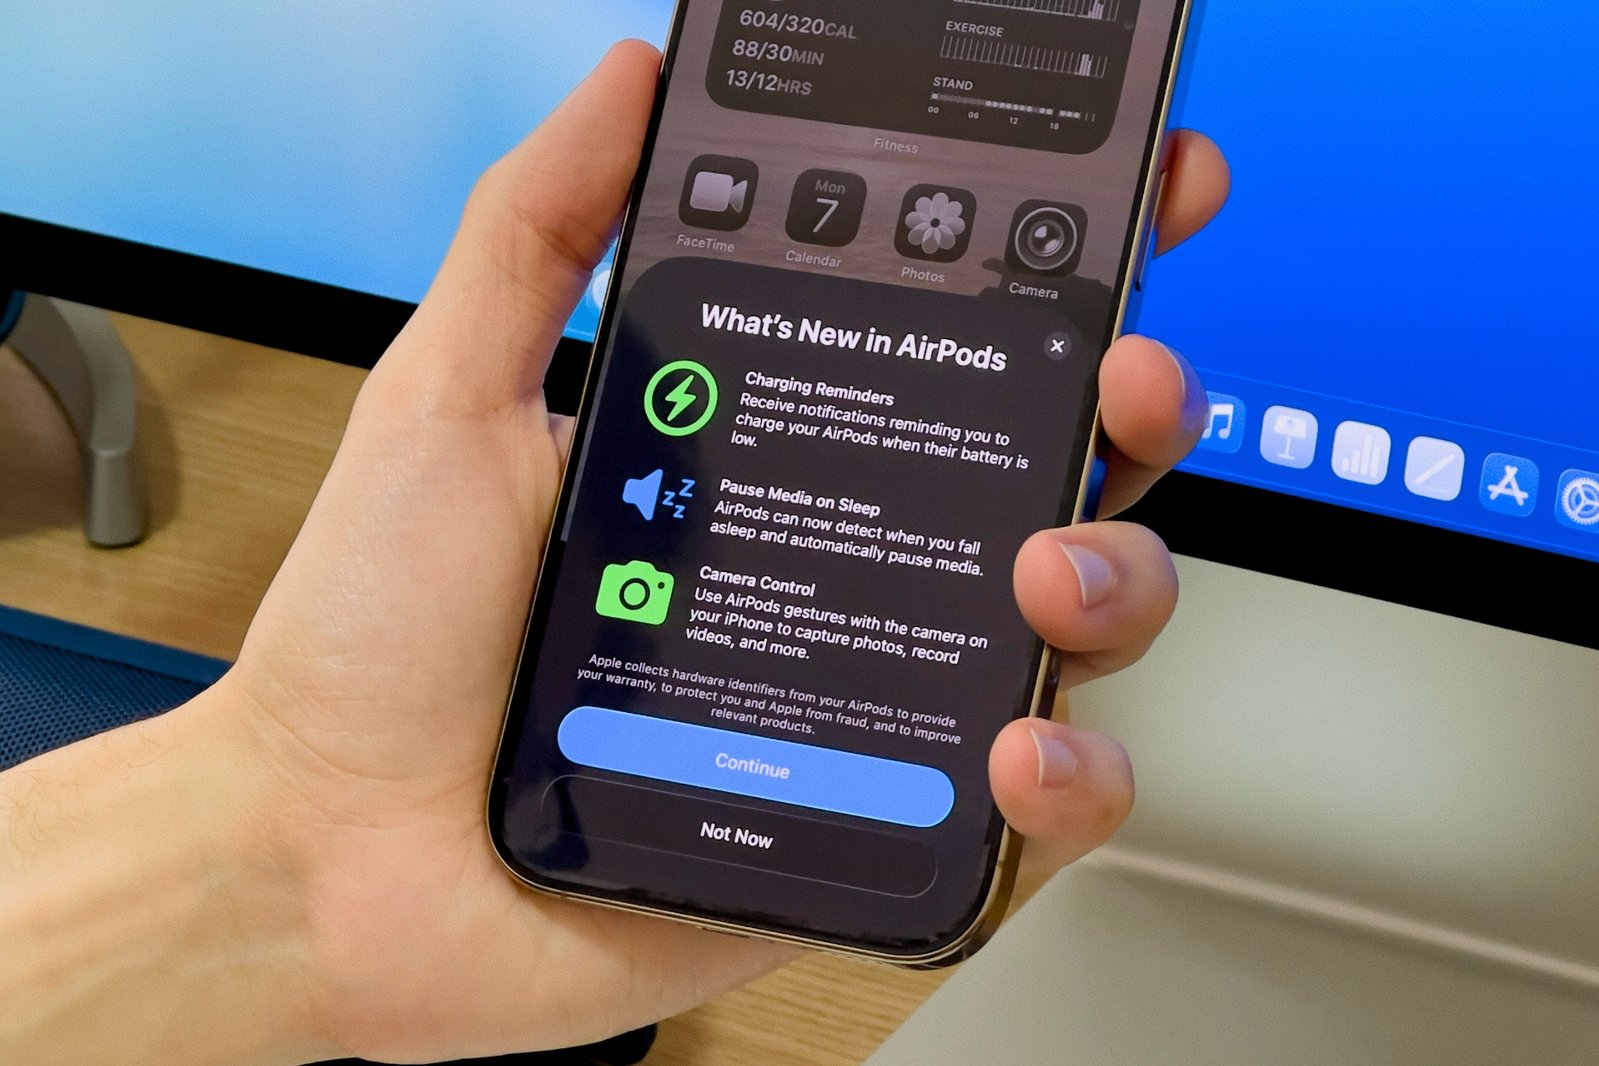 604/320CAL
88/30MIN
13/12HRS
EXERCISE
STAND
00 06 12 18
Fitness
Mon
7
FaceTime
Calendar
Photos
Camera
What's New in AirPods
Charging Reminders
Receive notifications reminding you to
charge your AirPods when their battery is
low.
Pause Media on Sleep
AirPods can now detect when you fall
asleep and automatically pause media.
Camera Control
Use AirPods gestures with the camera on
your iPhone to capture photos, record
videos, and more.
Apple collects hardware identifiers from your AirPods to provide
your warranty, to protect you and Apple from fraud, and to improve
relevant products.
Continue
Not Now